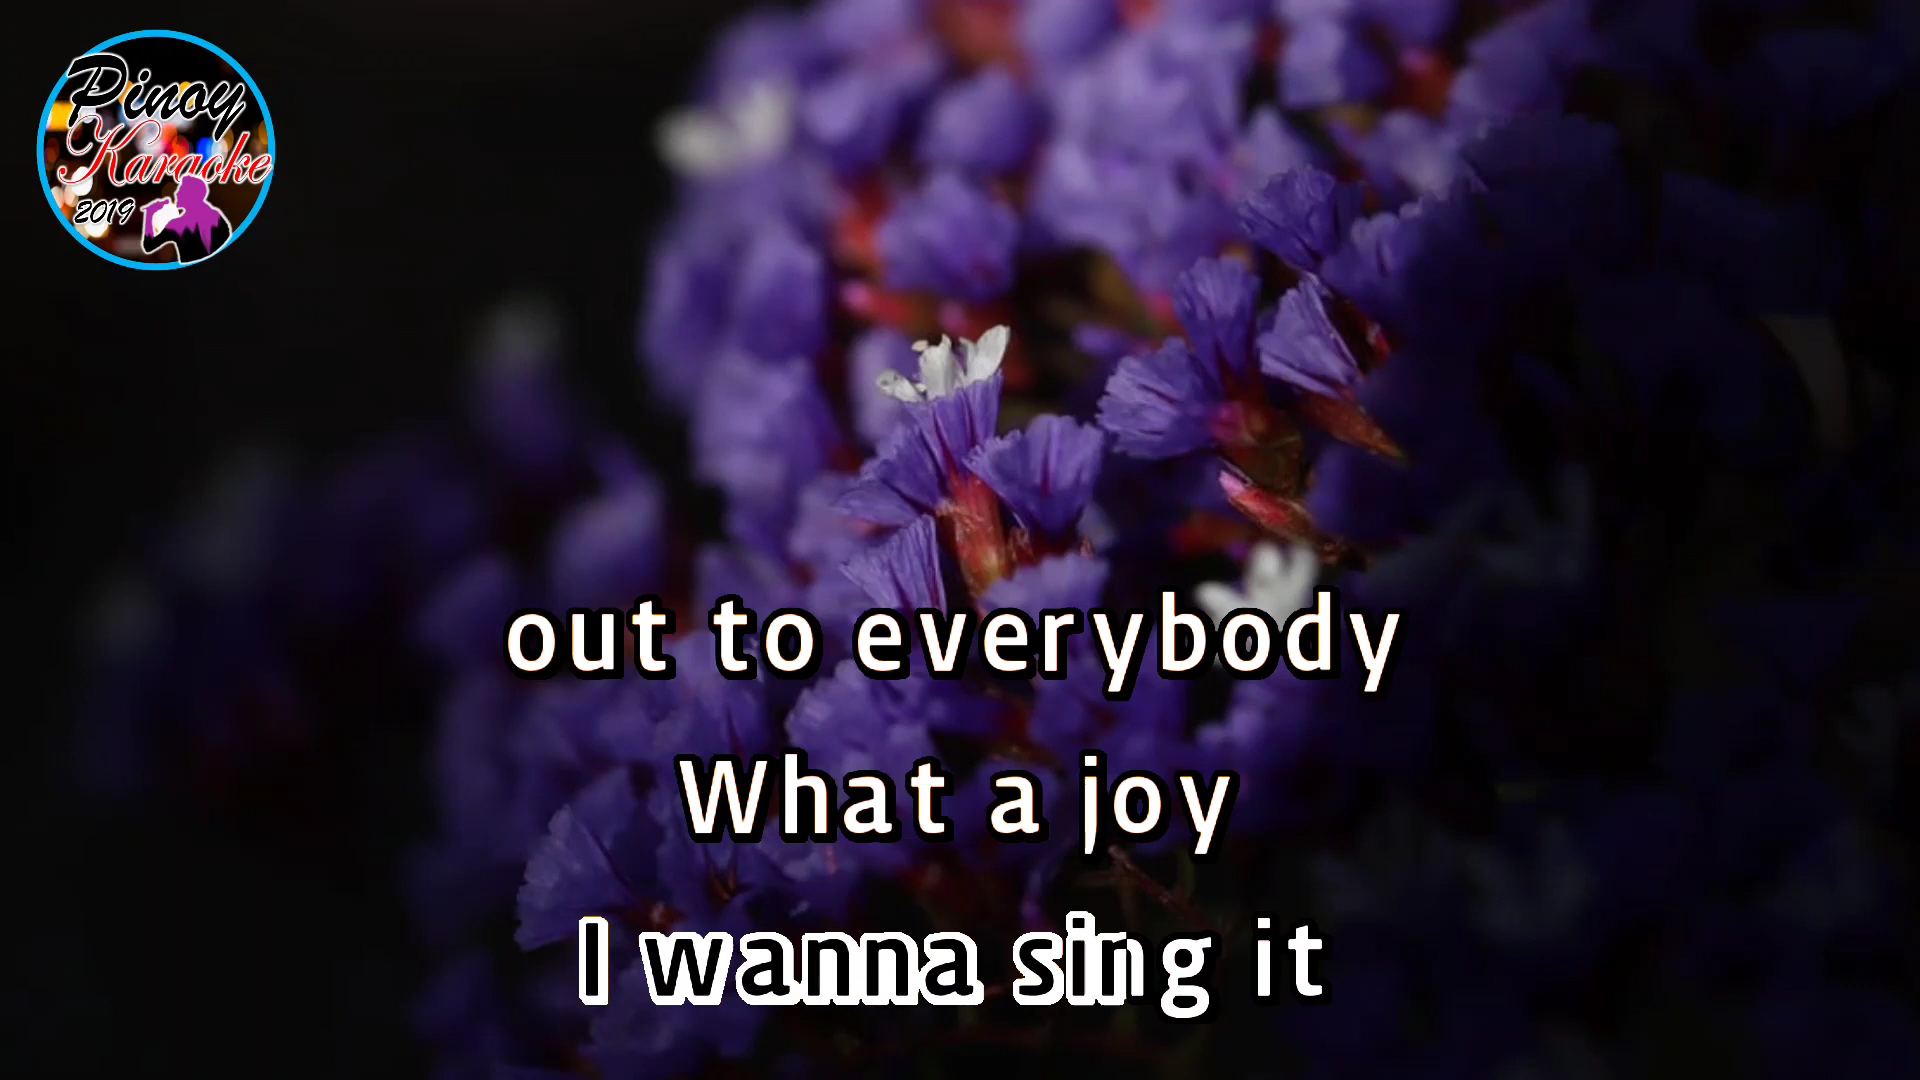 Pinoy
Karaoke
2019
out to everybody
What a joy
I wanna sing it